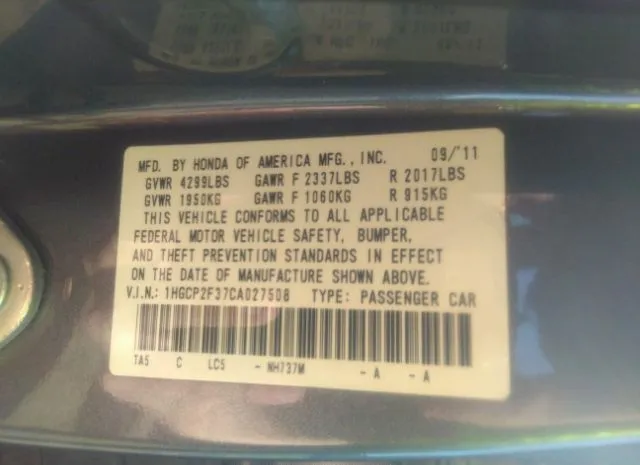 MFD. BY HONDA OF AMERICA MFG., INC. 09/'11
GVWR 4299LBS GAWR F 2337LBS R 2017LBS
GVWR 1950KG GAWR F 1060KG R 915KG
THIS VEHICLE CONFORMS TO ALL APPLICABLE
FEDERAL MOTOR VEHICLE SAFETY, BUMPER,
AND THEFT PREVENTION STANDARDS IN EFFECT
ON THE DATE OF MANUFACTURE SHOWN ABOVE.
V.I.N.: 1HGCP2F37CA027508 TYPE: PASSENGER CAR
TA5 C LC5 - NH737M - A - A